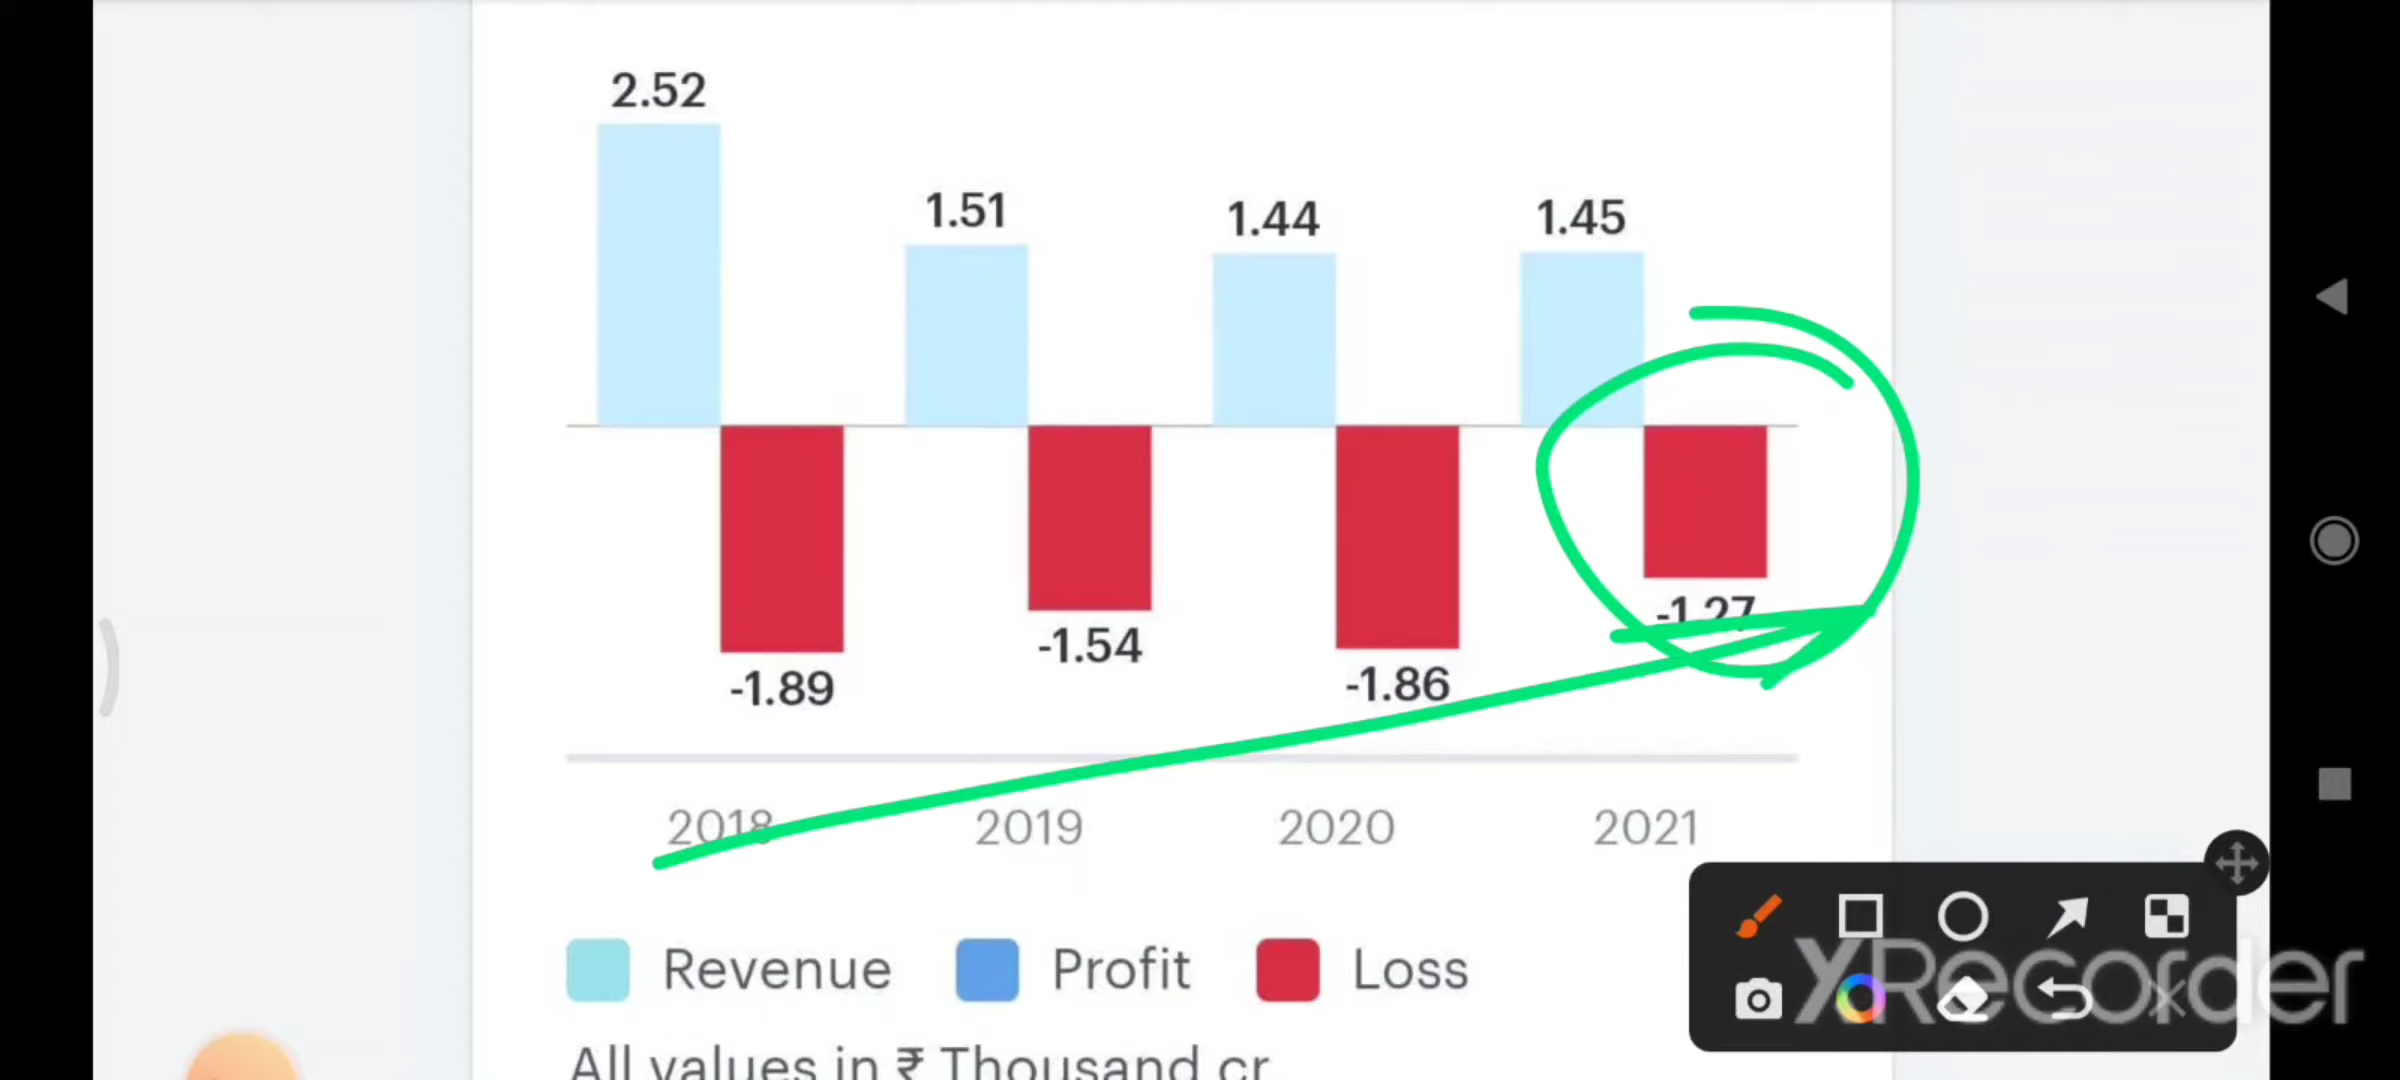 2.52
1.51
1.44
1.45
-1.27
-1.54
-1.89
-1.86
2018 2019 2020 2021
Revenue Profit Loss
All values in ₹ Thousand cr
XRecorder